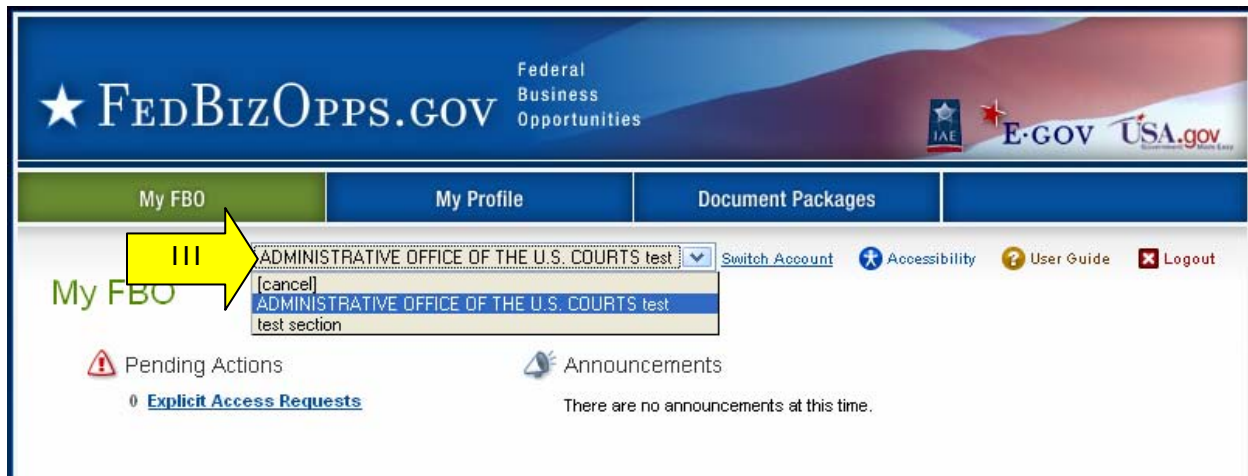 Federal
Business
Opportunities
★ FEDBIZOPPS.GOV
IAE
E·GOV
USA.gov
My FBO
My Profile
Document Packages
III
ADMINISTRATIVE OFFICE OF THE U.S. COURTS test
Switch Account
Accessibility
User Guide
Logout
My FBO
[cancel]
ADMINISTRATIVE OFFICE OF THE U.S. COURTS test
test section
Pending Actions
Announcements
0 Explicit Access Requests
There are no announcements at this time.